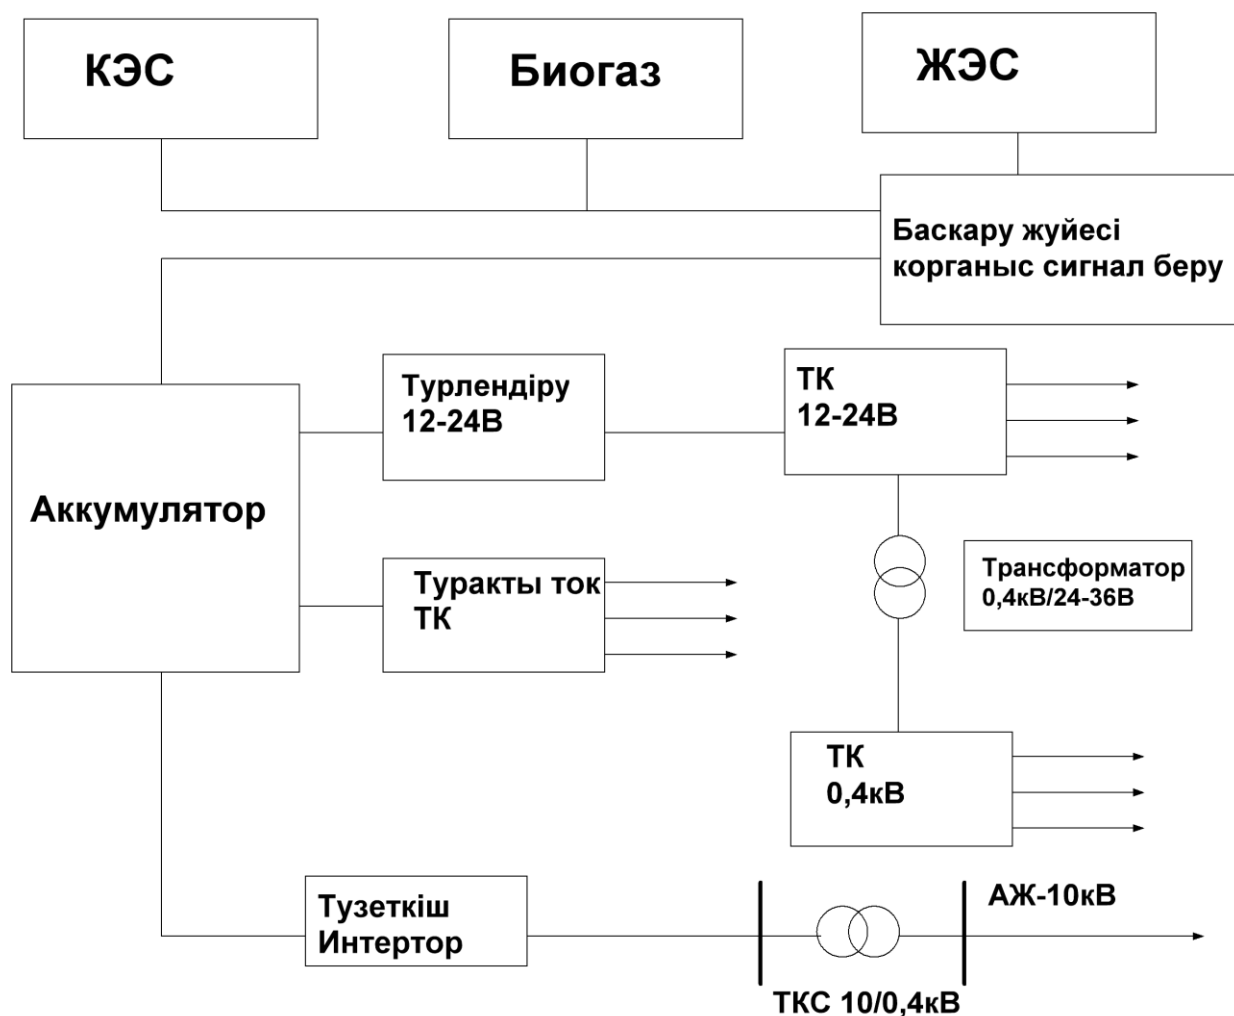 КЭС
Биогаз
ЖЭС
Баскару жуйесі
корганыс сигнал беру
Турлендіру
12-24В
ТК
12-24В
Аккумулятор
Туракты ток
ТК
Трансформатор
0,4кВ/24-36В
ТК
0,4кВ
Тузеткіш
Интертор
АЖ-10кВ
ТКС 10/0,4кВ